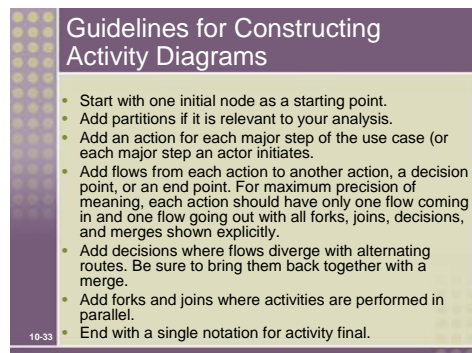 Guidelines for Constructing
Activity Diagrams
• Start with one initial node as a starting point.
• Add partitions if it is relevant to your analysis.
• Add an action for each major step of the use case (or
each major step an actor initiates.
• Add flows from each action to another action, a decision
point, or an end point. For maximum precision of
meaning, each action should have only one flow coming
in and one flow going out with all forks, joins, decisions,
and merges shown explicitly.
• Add decisions where flows diverge with alternating
routes. Be sure to bring them back together with a
merge.
• Add forks and joins where activities are performed in
parallel.
• End with a single notation for activity final.
10-33